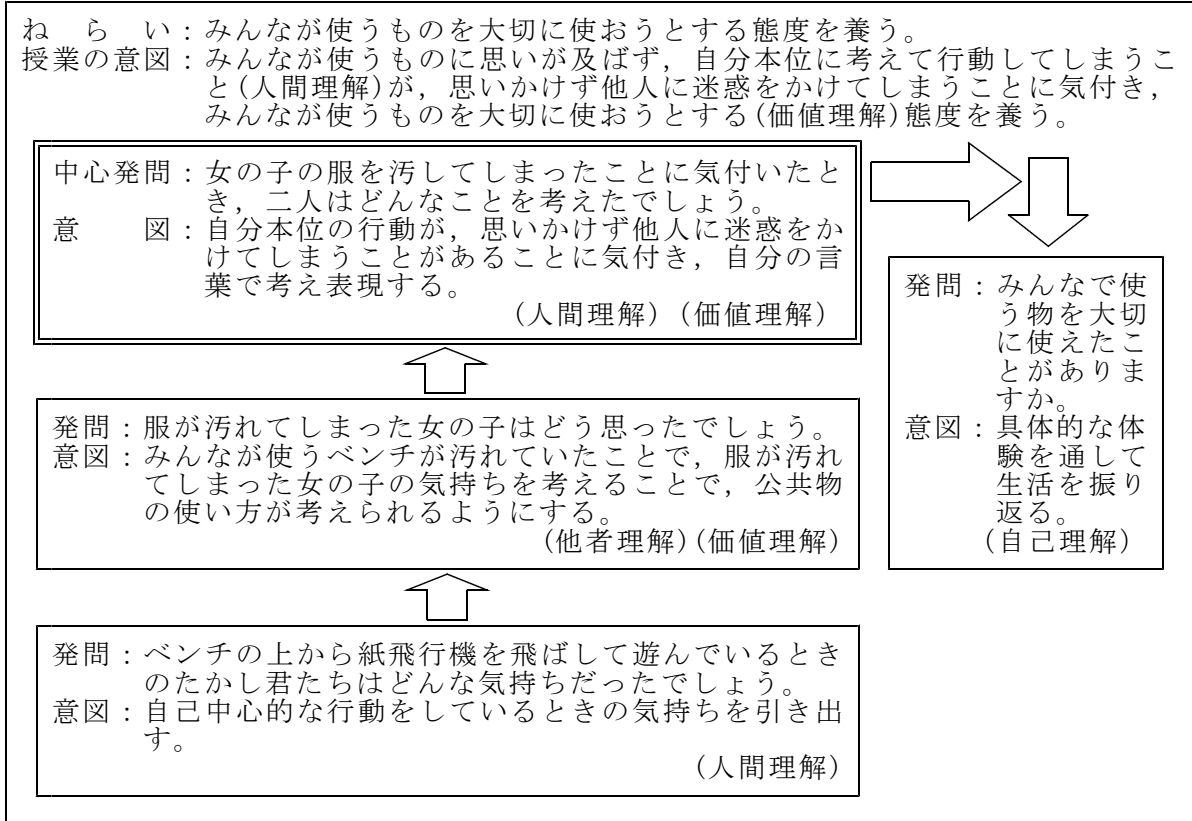 ねらい：みんなが使うものを大切に使おうとする態度を養う。
授業の意図：みんなが使うものに思いが及ばず，自分本位に考えて行動してしまうこ
と(人間理解)が，思いかけず他人に迷惑をかけてしまうことに気付き，
みんなが使うものを大切に使おうとする(価値理解)態度を養う。
中心発問：女の子の服を汚してしまったことに気付いたと
き，二人はどんなことを考えたでしょう。
意図：自分本位の行動が，思いかけず他人に迷惑をか
けてしまうことがあることに気付き，自分の言
葉で考え表現する。
(人間理解) (価値理解)
発問：服が汚れてしまった女の子はどう思ったでしょう。
意図：みんなが使うベンチが汚れていたことで，服が汚れ
てしまった女の子の気持ちを考えることで，公共物
の使い方が考えられるようにする。
(他者理解)(価値理解)
発問：ベンチの上から紙飛行機を飛ばして遊んでいるとき
のたかし君たちはどんな気持ちだったでしょう。
意図：自己中心的な行動をしているときの気持ちを引き出
す。
(人間理解)
発問：みんなで使
う物を大切
に使えたこ
とがありま
すか。
意図：具体的な体
験を通して
生活を振り
返る。
(自己理解)